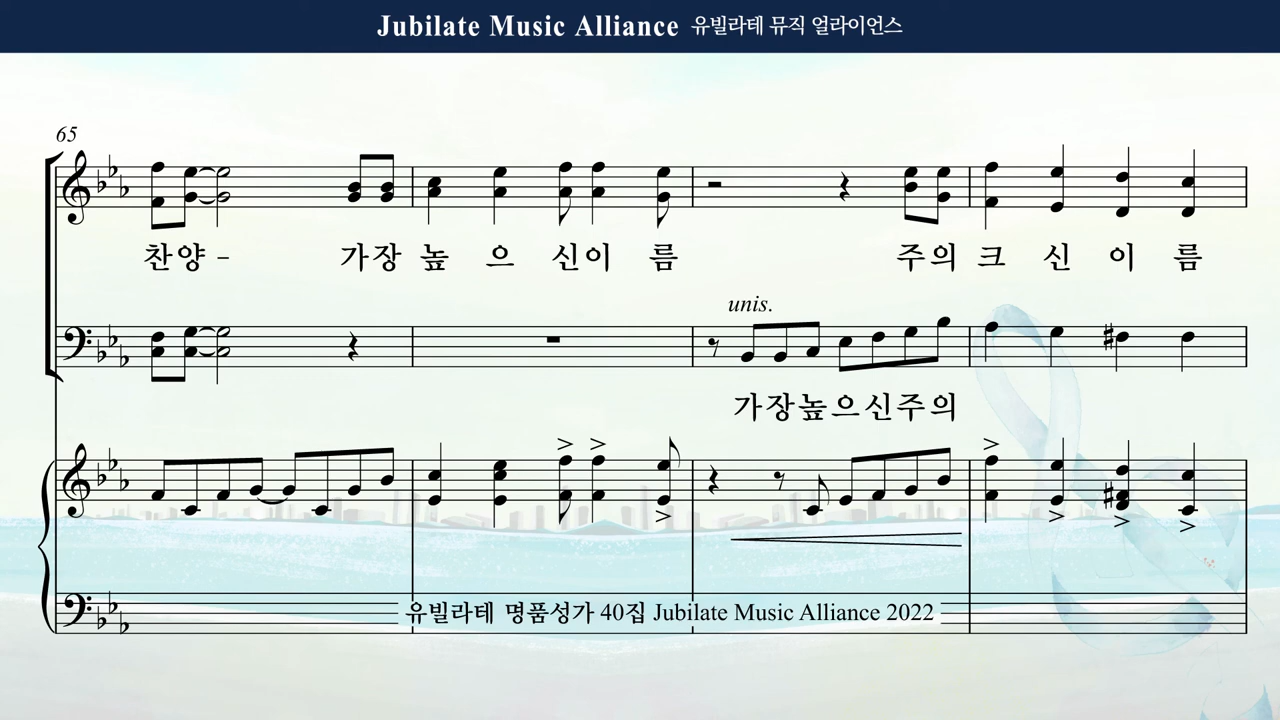 Jubilate Music Alliance 유빌라테 뮤직 얼라이언스
65
찬양 - 가장 높 으 신이 름 주의 크 신 이 름
unis.
가장높으신주의
유빌라테 명품성가 40집 Jubilate Music Alliance 2022